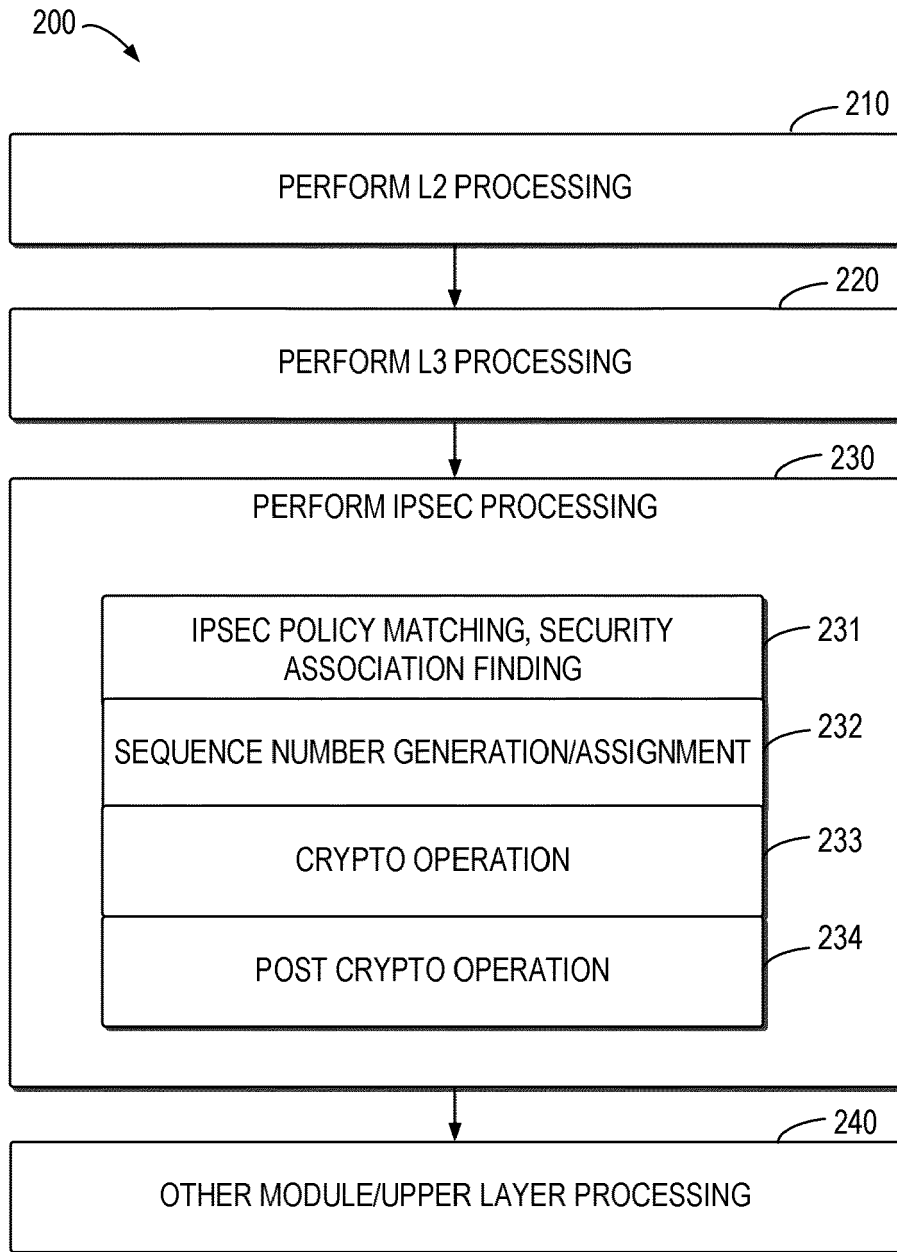 200
210
PERFORM L2 PROCESSING
220
PERFORM L3 PROCESSING
230
PERFORM IPSEC PROCESSING
IPSEC POLICY MATCHING, SECURITY
ASSOCIATION FINDING
231
SEQUENCE NUMBER GENERATION/ASSIGNMENT
232
CRYPTO OPERATION
233
POST CRYPTO OPERATION
234
240
OTHER MODULE/UPPER LAYER PROCESSING